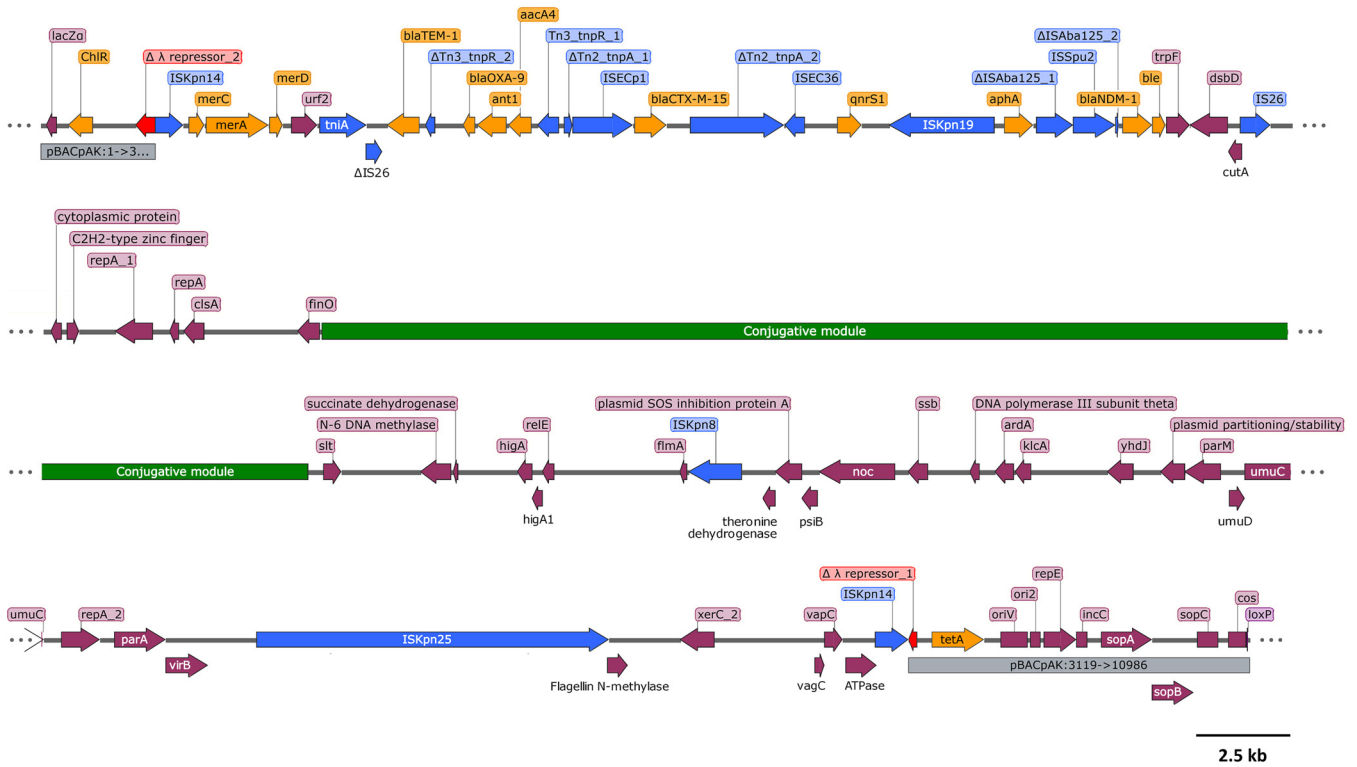 aacA4
lacZα
blaTEM-1
Tn3_tnpR_1
ΔISAba125_2
ChlR
Δ λ repressor_2
ΔTn3_tnpR_2
ΔTn2_tnpA_1
ΔTn2_tnpA_2
ISSpu2
trpF
ISKpn14
merD
blaOXA-9
ISECp1
ISEC36
ΔISAba125_1
ble
dsbD
merC
urf2
ant1
blaCTX-M-15
qnrS1
aphA
blaNDM-1
IS26
merA
tniA
ISKpn19
pBACpAK:1->3...
ΔIS26
cutA
cytoplasmic protein
C2H2-type zinc finger
repA_1
repA
clsA
finO
Conjugative module
succinate dehydrogenase
plasmid SOS inhibition protein A
ssb
DNA polymerase III subunit theta
N-6 DNA methylase
relE
ISKpn8
ardA
plasmid partitioning/stability
slt
higA
flmA
klcA
yhdJ
parM
Conjugative module
noc
umuC
higA1
theronine
dehydrogenase
psiB
umuD
Δ λ repressor_1
repE
ISKpn14
ori2
cos
umuC
repA_2
xerC_2
vapC
oriV
incC
sopC
loxP
parA
ISKpn25
tetA
sopA
virB
pBACpAK:3119->10986
Flagellin N-methylase
vagC
ATPase
sopB
2.5 kb